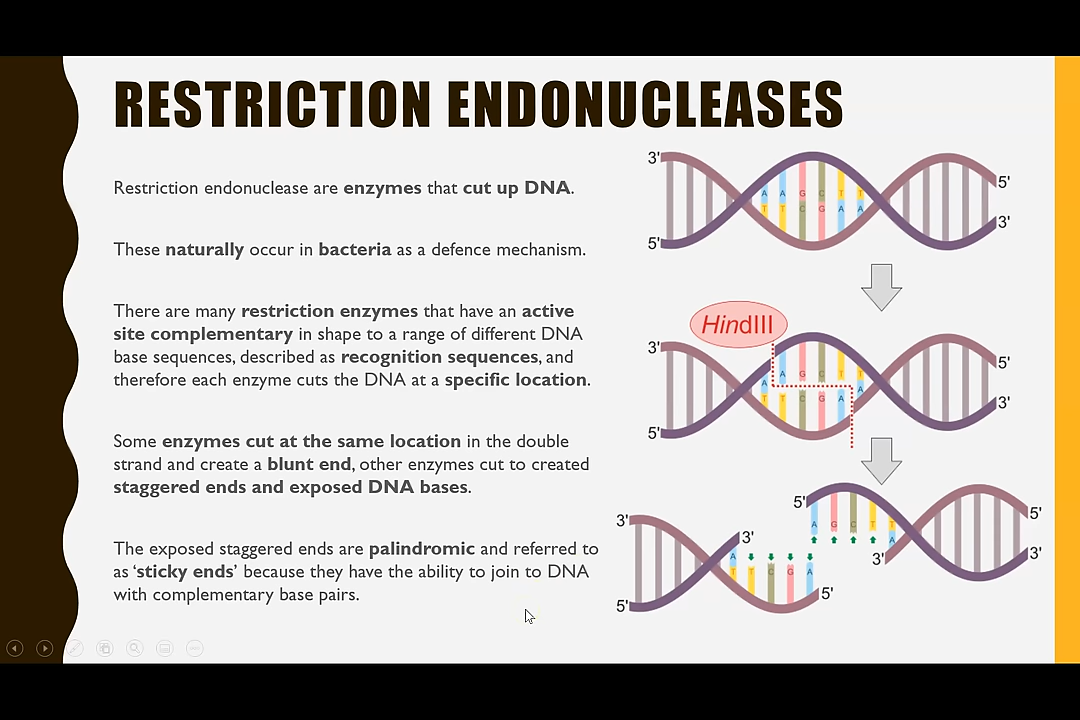 RESTRICTION ENDONUCLEASES
Restriction endonuclease are enzymes that cut up DNA.
These naturally occur in bacteria as a defence mechanism.
There are many restriction enzymes that have an active
site complementary in shape to a range of different DNA
base sequences, described as recognition sequences, and
therefore each enzyme cuts the DNA at a specific location.
Some enzymes cut at the same location in the double
strand and create a blunt end, other enzymes cut to created
staggered ends and exposed DNA bases.
The exposed staggered ends are palindromic and referred to
as ‘sticky ends’ because they have the ability to join to DNA
with complementary base pairs.
3'
5'
A A G C T T
T T C G A A
5'
3'
HindIII
3'
5'
A A G C T T
T T C G A A
5'
3'
3'
3'
A
T T C G A
5'
5'
5'
A G C T T
A
3'
5'
3'